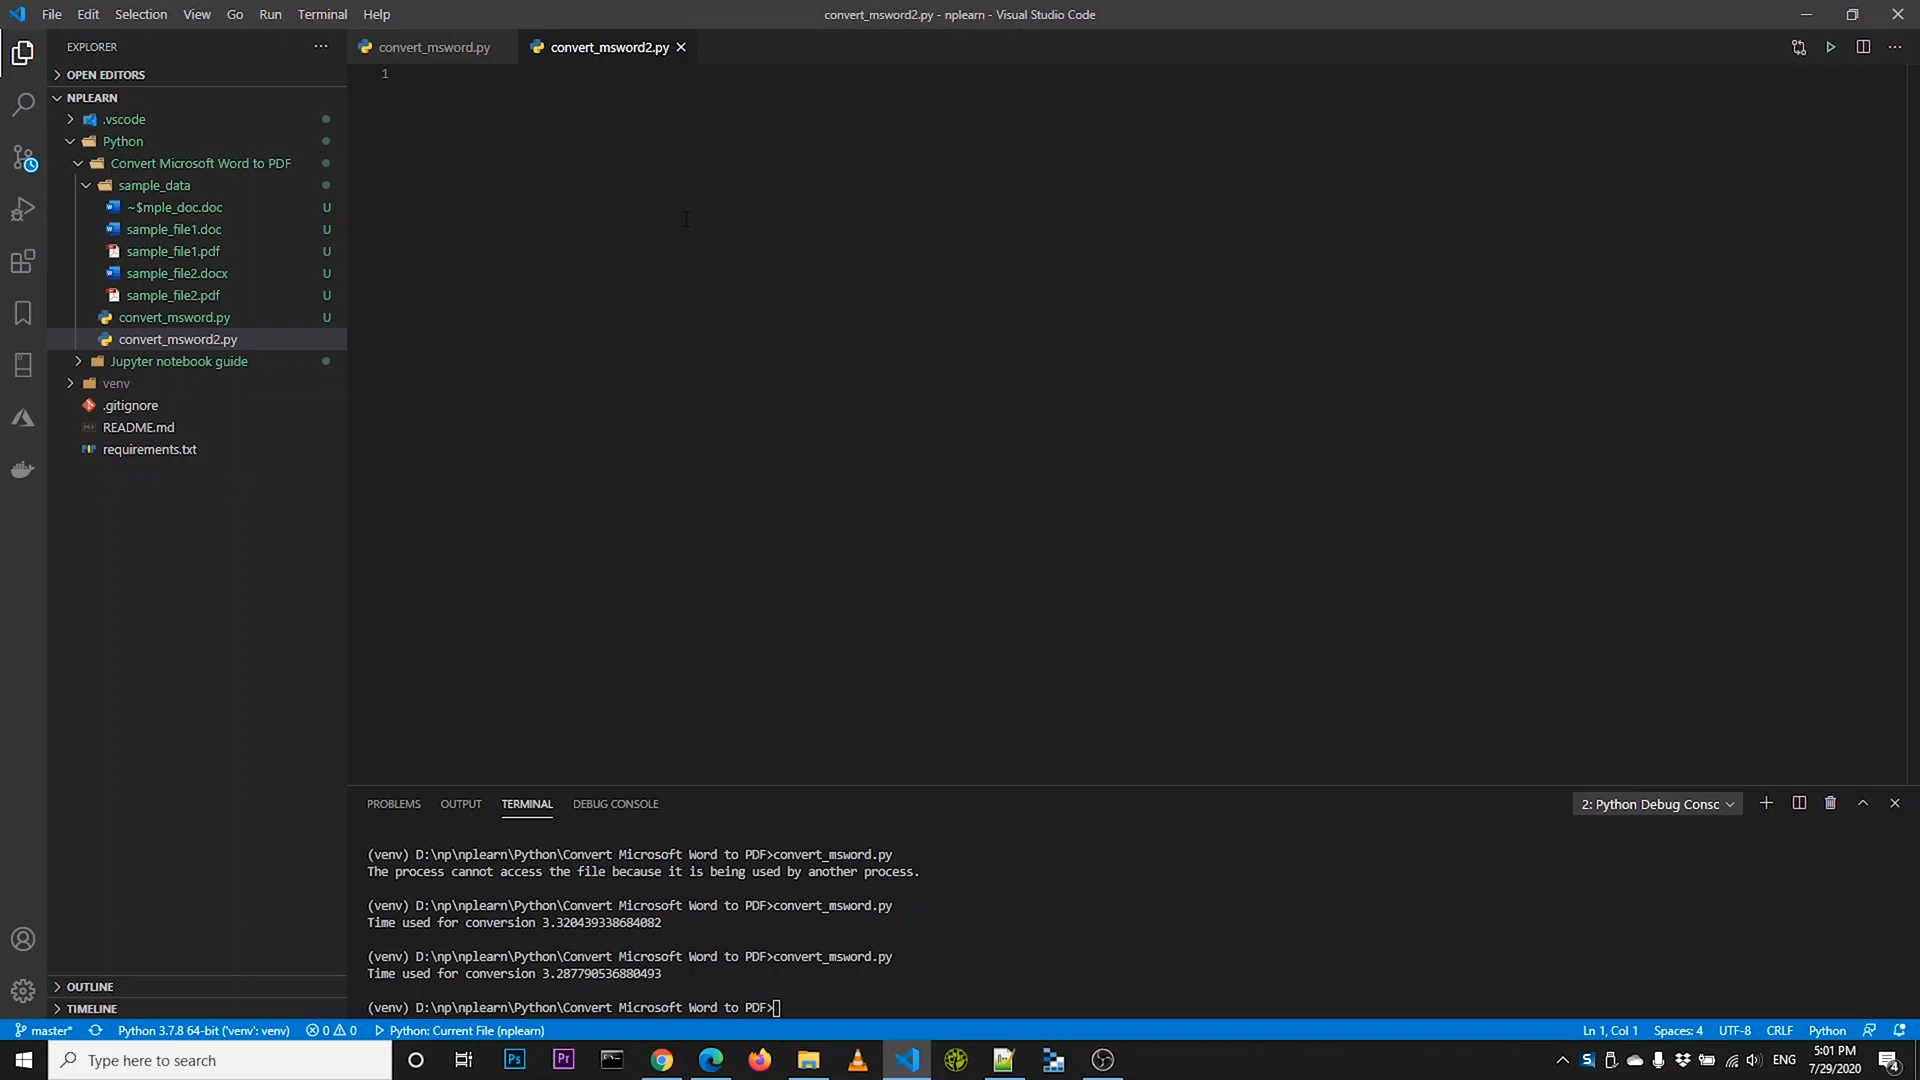 File Edit Selection View Go Run Terminal Help
convert_msword2.py - nplearn - Visual Studio Code
EXPLORER
convert_msword.py
convert_msword2.py
OPEN EDITORS
1
NPLEARN
.vscode
Python
Convert Microsoft Word to PDF
sample_data
~$mple_doc.doc U
sample_file1.doc U
sample_file1.pdf U
sample_file2.docx U
sample_file2.pdf U
convert_msword.py U
convert_msword2.py
Jupyter notebook guide
venv
.gitignore
README.md
requirements.txt
OUTLINE
TIMELINE
PROBLEMS OUTPUT TERMINAL DEBUG CONSOLE
2: Python Debug Consc
(venv) D:\np\nplearn\Python\Convert Microsoft Word to PDF>convert_msword.py
The process cannot access the file because it is being used by another process.
(venv) D:\np\nplearn\Python\Convert Microsoft Word to PDF>convert_msword.py
Time used for conversion 3.320439338684082
(venv) D:\np\nplearn\Python\Convert Microsoft Word to PDF>convert_msword.py
Time used for conversion 3.287790536880493
(venv) D:\np\nplearn\Python\Convert Microsoft Word to PDF>
master* Python 3.7.8 64-bit ('venv': venv) 0 0 Python: Current File (nplearn)
Ln 1, Col 1 Spaces: 4 UTF-8 CRLF Python
Type here to search
Ps
Pr
ENG
5:01 PM
7/29/2020
4